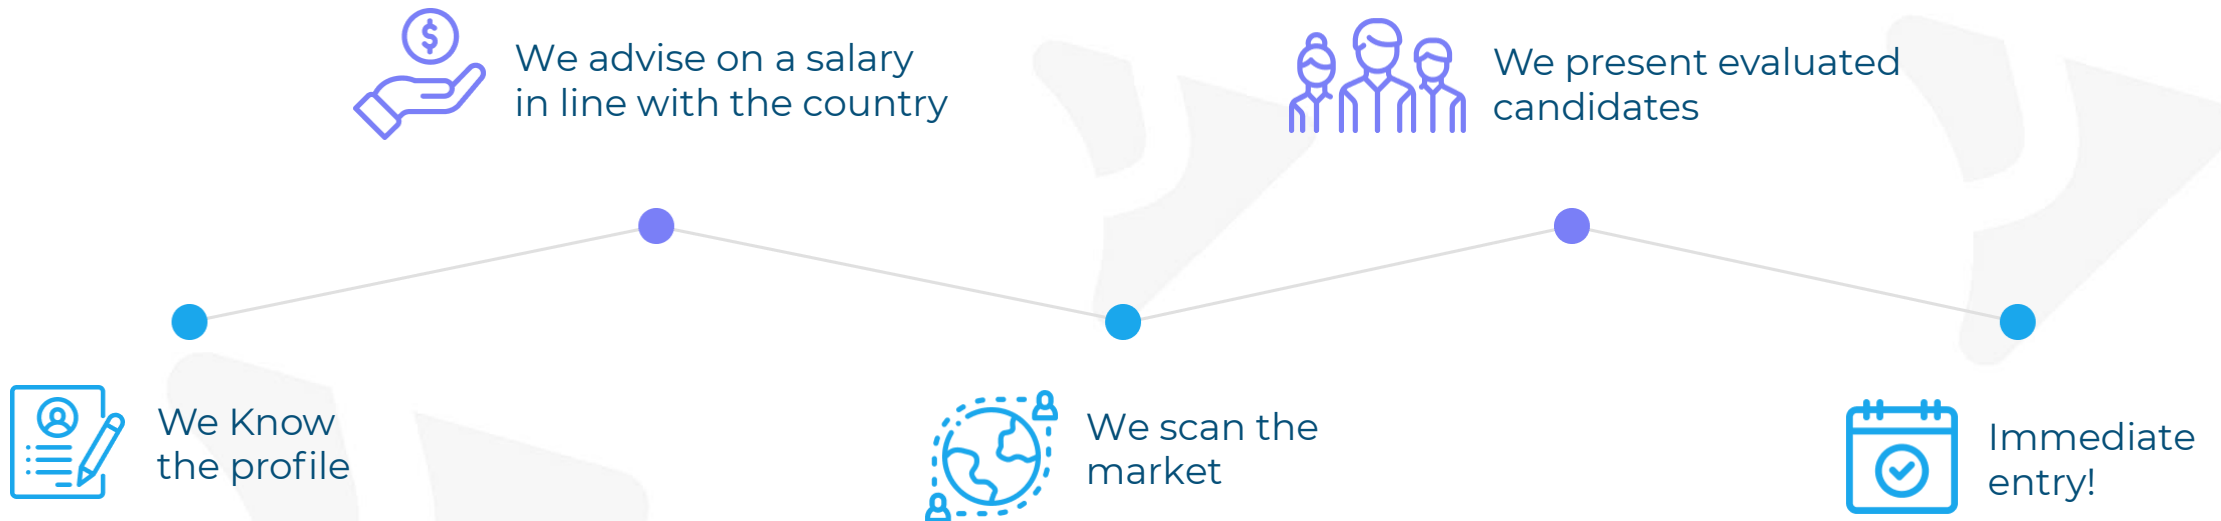 We advise on a salary
in line with the country
We present evaluated
candidates
We Know
the profile
We scan the
market
Immediate
entry!